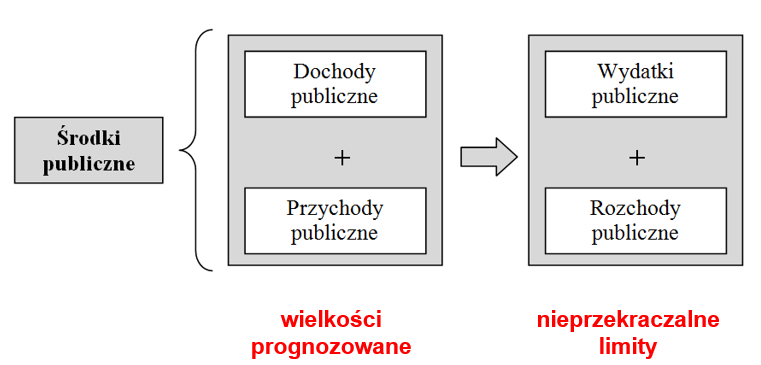 Środki
publiczne
Dochody
publiczne
+
Przychody
publiczne
Wydatki
publiczne
+
Rozchody
publiczne
wielkości
prognozowane
nieprzekraczalne
limity